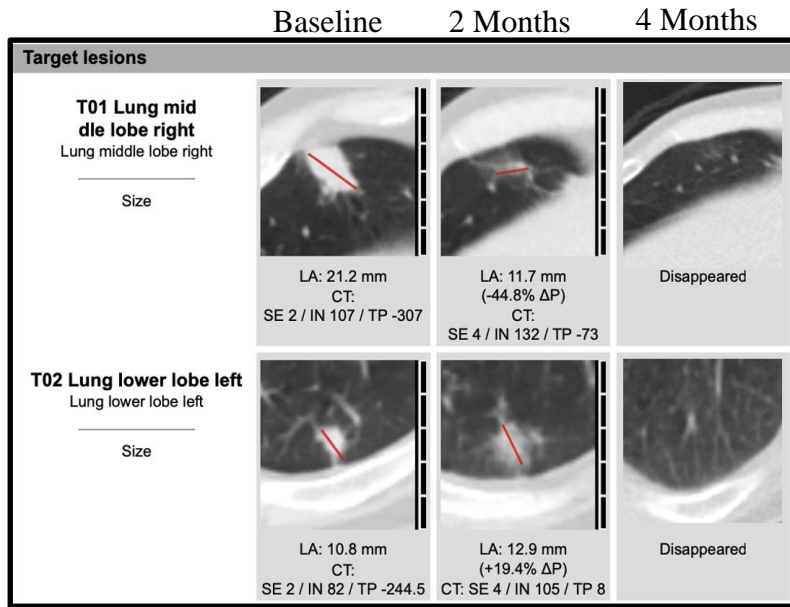 Baseline 2 Months 4 Months
Target lesions
T01 Lung mid
dle lobe right
Lung middle lobe right
Size
LA: 21.2 mm
CT:
SE 2 / IN 107 / TP -307
LA: 11.7 mm
(-44.8% ΔP)
CT:
SE 4 / IN 132 / TP -73
Disappeared
T02 Lung lower lobe left
Lung lower lobe left
Size
LA: 10.8 mm
CT:
SE 2 / IN 82 / TP -244.5
LA: 12.9 mm
(+19.4% ΔP)
CT: SE 4 / IN 105 / TP 8
Disappeared